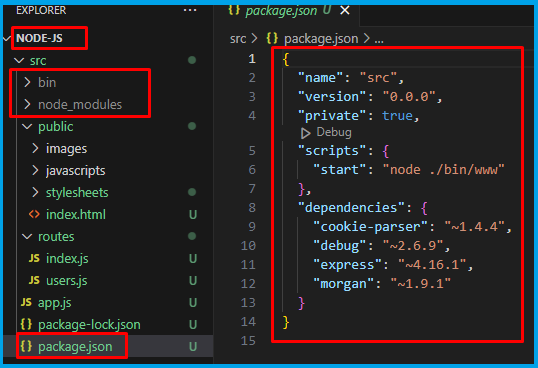 EXPLORER
NODE-JS
src
bin
node_modules
public
images
javascripts
stylesheets
<> index.html U
routes
JS index.js U
JS users.js U
JS app.js U
{} package-lock.json U
{} package.json U
{} package.json U
src > {} package.json > ...
1 {
2 "name": "src",
3 "version": "0.0.0",
4 "private": true,
Debug
5 "scripts": {
6 "start": "node ./bin/www"
7 },
8 "dependencies": {
9 "cookie-parser": "~1.4.4",
10 "debug": "~2.6.9",
11 "express": "~4.16.1",
12 "morgan": "~1.9.1"
13 }
14 }
15